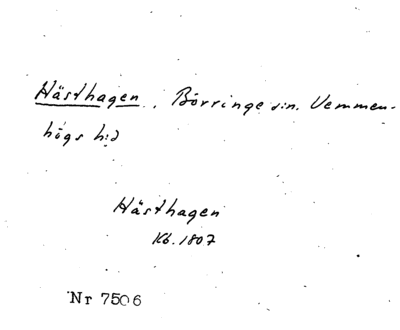 Hästhagen, Börringe s:n. Vemmen-
högs h:d
Hästhagen
Kb. 1807
Nr 7506